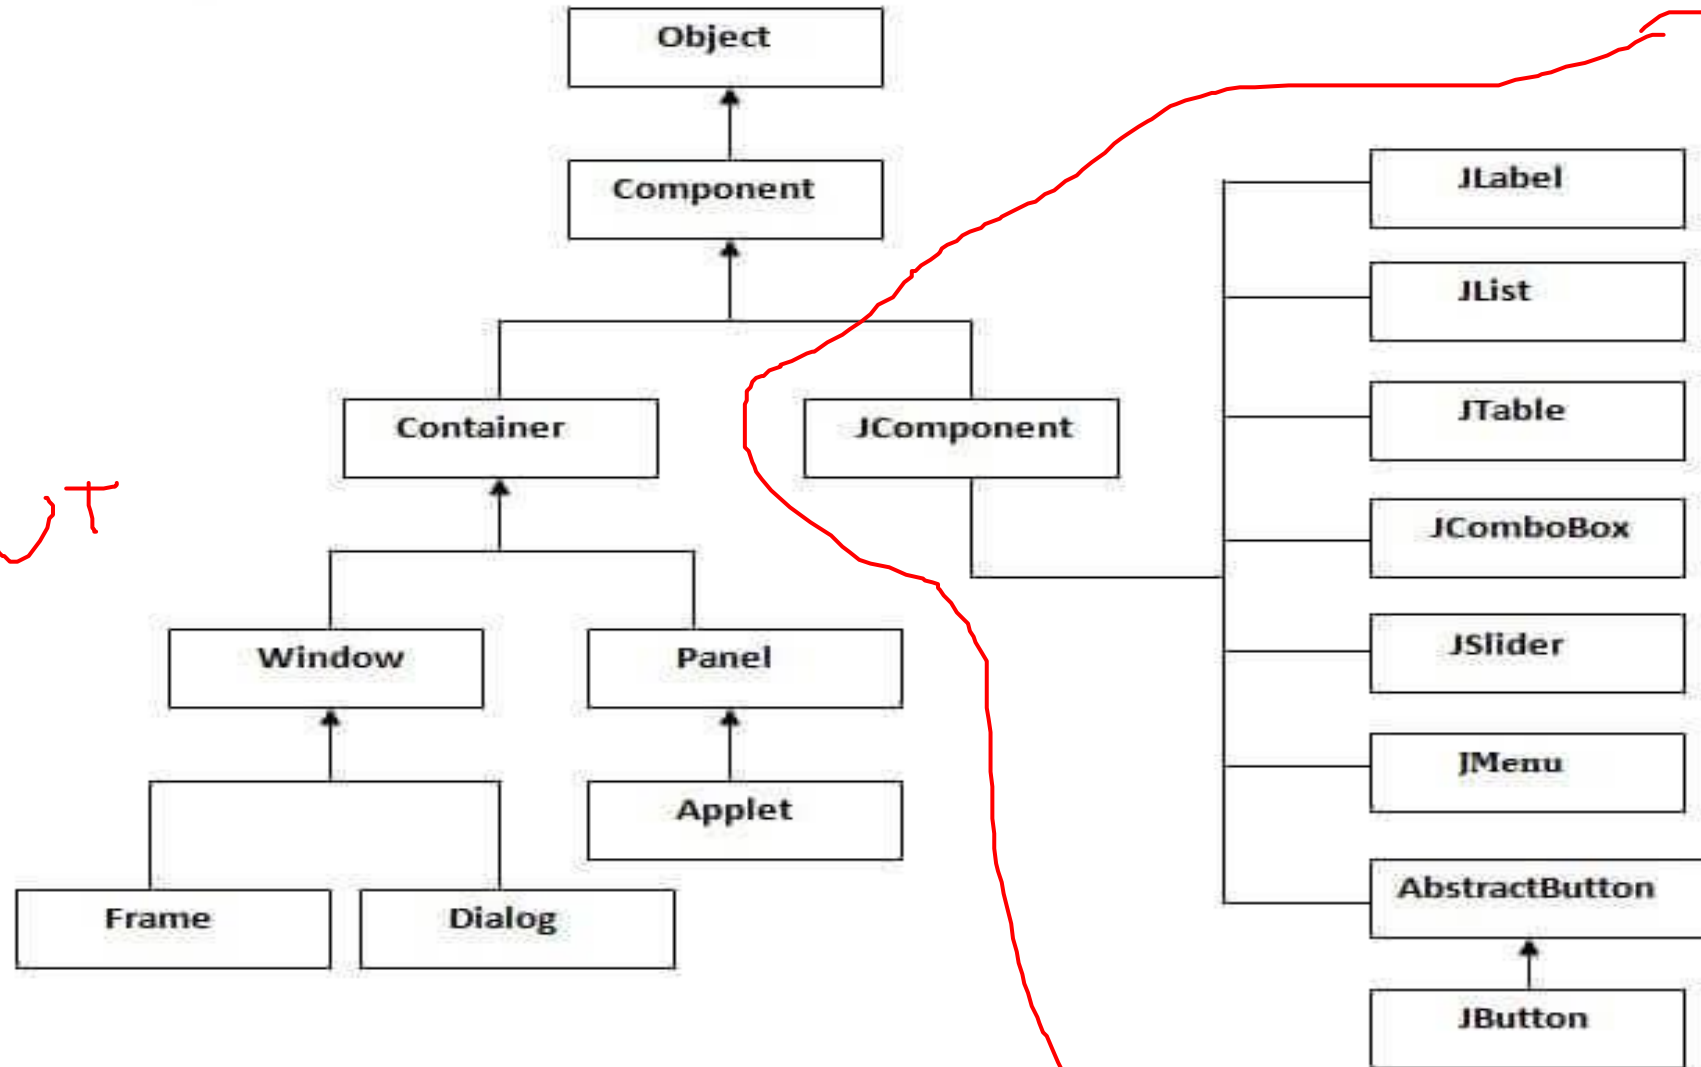 Object
Component
Container
JComponent
Window
Panel
Applet
Frame
Dialog
JLabel
JList
JTable
JComboBox
JSlider
JMenu
AbstractButton
JButton